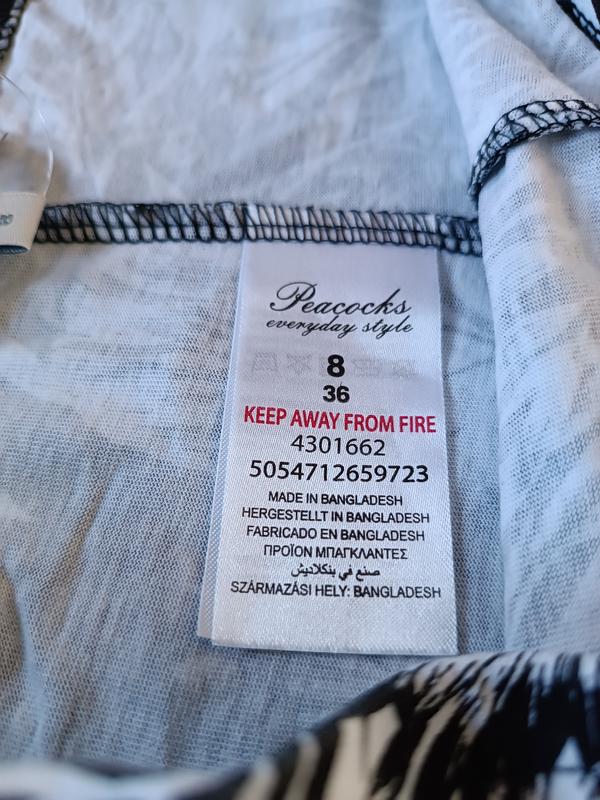 Peacocks
everyday style
8
36
KEEP AWAY FROM FIRE
4301662
5054712659723
MADE IN BANGLADESH
HERGESTELLT IN BANGLADESH
FABRICADO EN BANGLADESH
ΠΡΟΪΟΝ ΜΠΑΓΚΛΑΝΤΕΣ
صنع في بنكلاديش
SZÁRMAZÁSI HELY: BANGLADESH